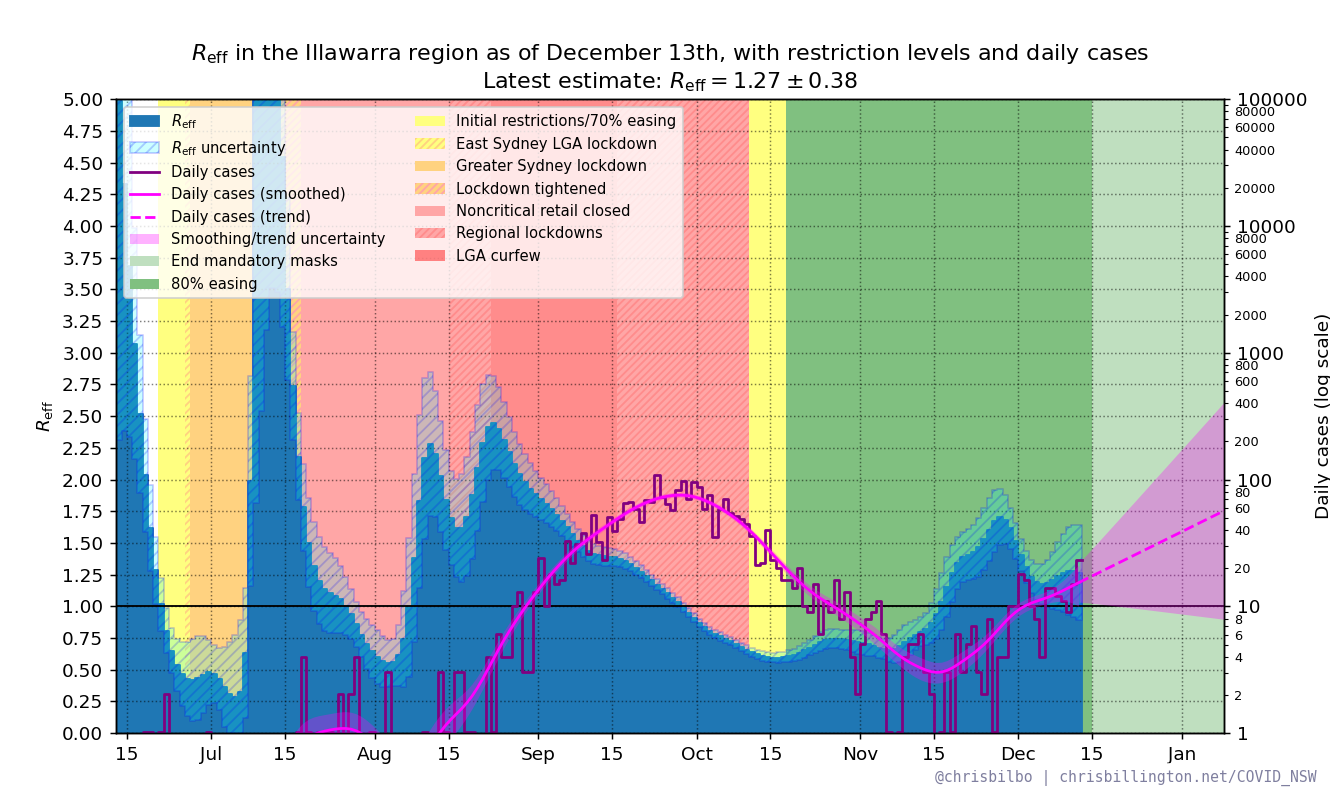 Reff in the Illawarra region as of December 13th, with restriction levels and daily cases
Latest estimate: Reff = 1.27 ± 0.38
Reff
Reff uncertainty
Daily cases
Daily cases (smoothed)
Daily cases (trend)
Smoothing/trend uncertainty
End mandatory masks
80% easing
Initial restrictions/70% easing
East Sydney LGA lockdown
Greater Sydney lockdown
Lockdown tightened
Noncritical retail closed
Regional lockdowns
LGA curfew
Reff
5.00
4.75
4.50
4.25
4.00
3.75
3.50
3.25
3.00
2.75
2.50
2.25
2.00
1.75
1.50
1.25
1.00
0.75
0.50
0.25
0.00
100000
80000
60000
40000
20000
10000
8000
6000
4000
2000
1000
800
600
400
200
100
80
60
40
20
10
8
6
4
2
1
Daily cases (log scale)
15 Jul 15 Aug 15 Sep 15 Oct 15 Nov 15 Dec 15 Jan
@chrisbilbo | chrisbillington.net/COVID_NSW